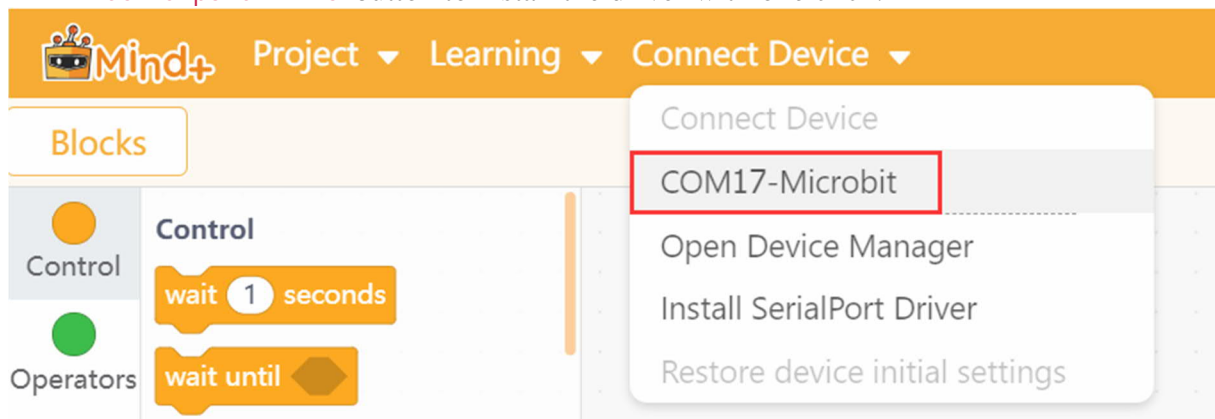 Mind+ Project Learning Connect Device
Blocks
Connect Device
COM17-Microbit
Open Device Manager
Install SerialPort Driver
Restore device initial settings
Control
Operators
Control
wait 1 seconds
wait until